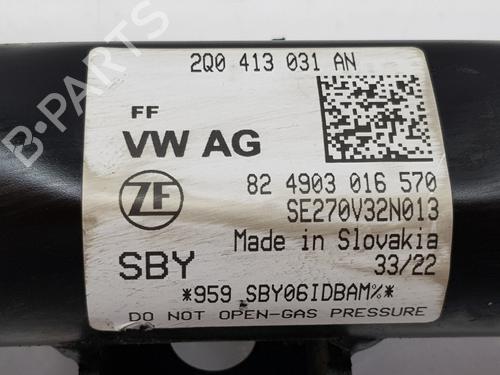 2Q0 413 031 AN
FF
VW AG
ZF
82 4903 016 570
SE270V32N013
Made in Slovakia
SBY
33/22
*959 SBY06IDBAM%*
DO NOT OPEN-GAS PRESSURE
B-PARTS